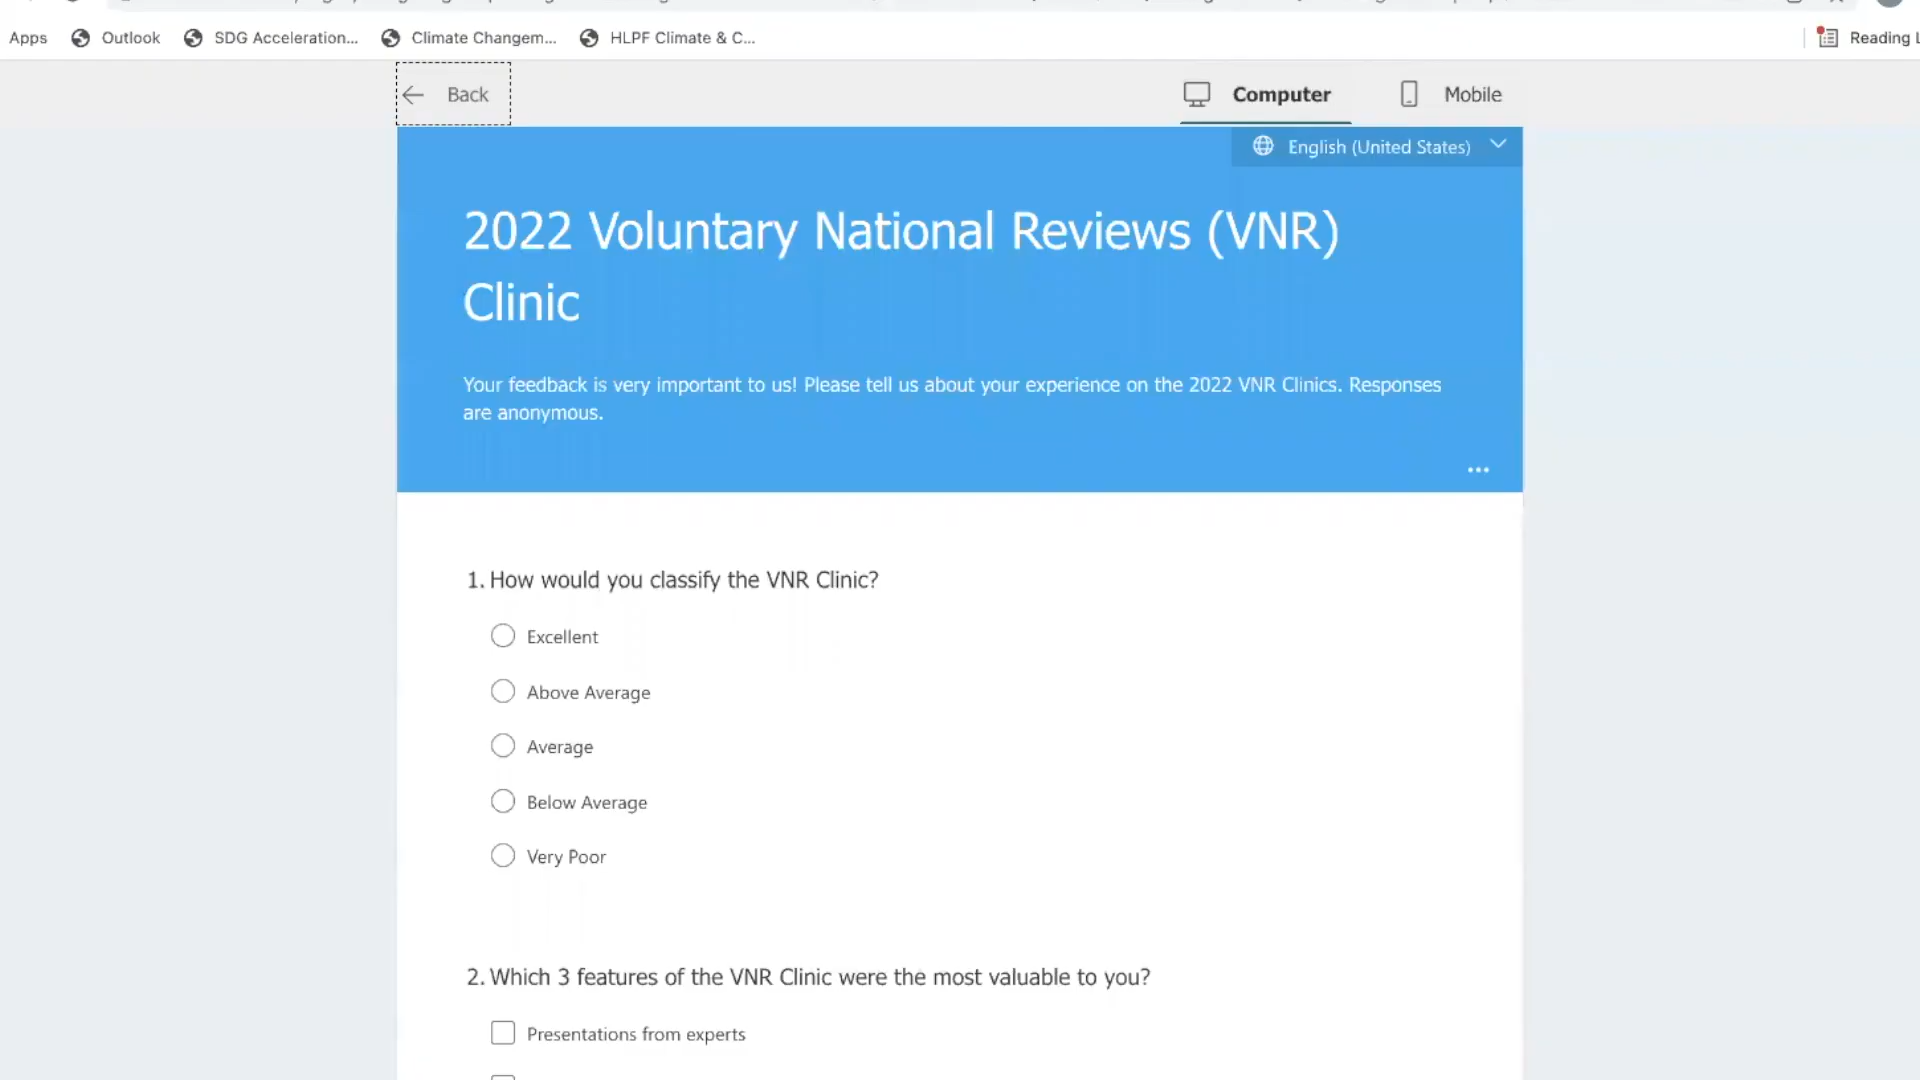 Apps Outlook SDG Acceleration... Climate Changem... HLPF Climate & C... Reading
Back Computer Mobile
English (United States)
2022 Voluntary National Reviews (VNR)
Clinic
Your feedback is very important to us! Please tell us about your experience on the 2022 VNR Clinics. Responses
are anonymous.
1. How would you classify the VNR Clinic?
Excellent
Above Average
Average
Below Average
Very Poor
2. Which 3 features of the VNR Clinic were the most valuable to you?
Presentations from experts